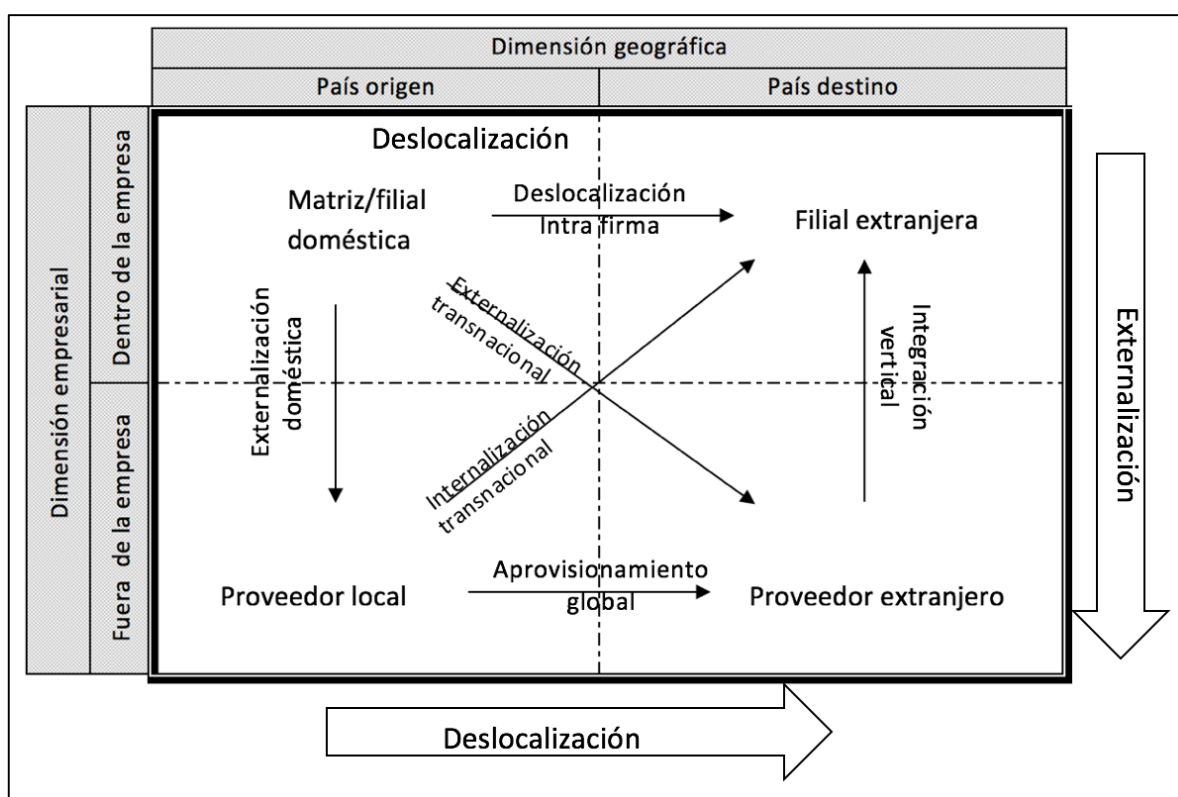 Dimensión geográfica
País origen
País destino
Dimensión empresarial
Dentro de la empresa
Fuera de la empresa
Deslocalización
Matriz/filial
doméstica
Deslocalización
Intra firma
Filial extranjera
Externalización
doméstica
Externalización
transnacional
Internalización
transnacional
Integración
vertical
Proveedor local
Aprovisionamiento
global
Proveedor extranjero
Externalización
Deslocalización